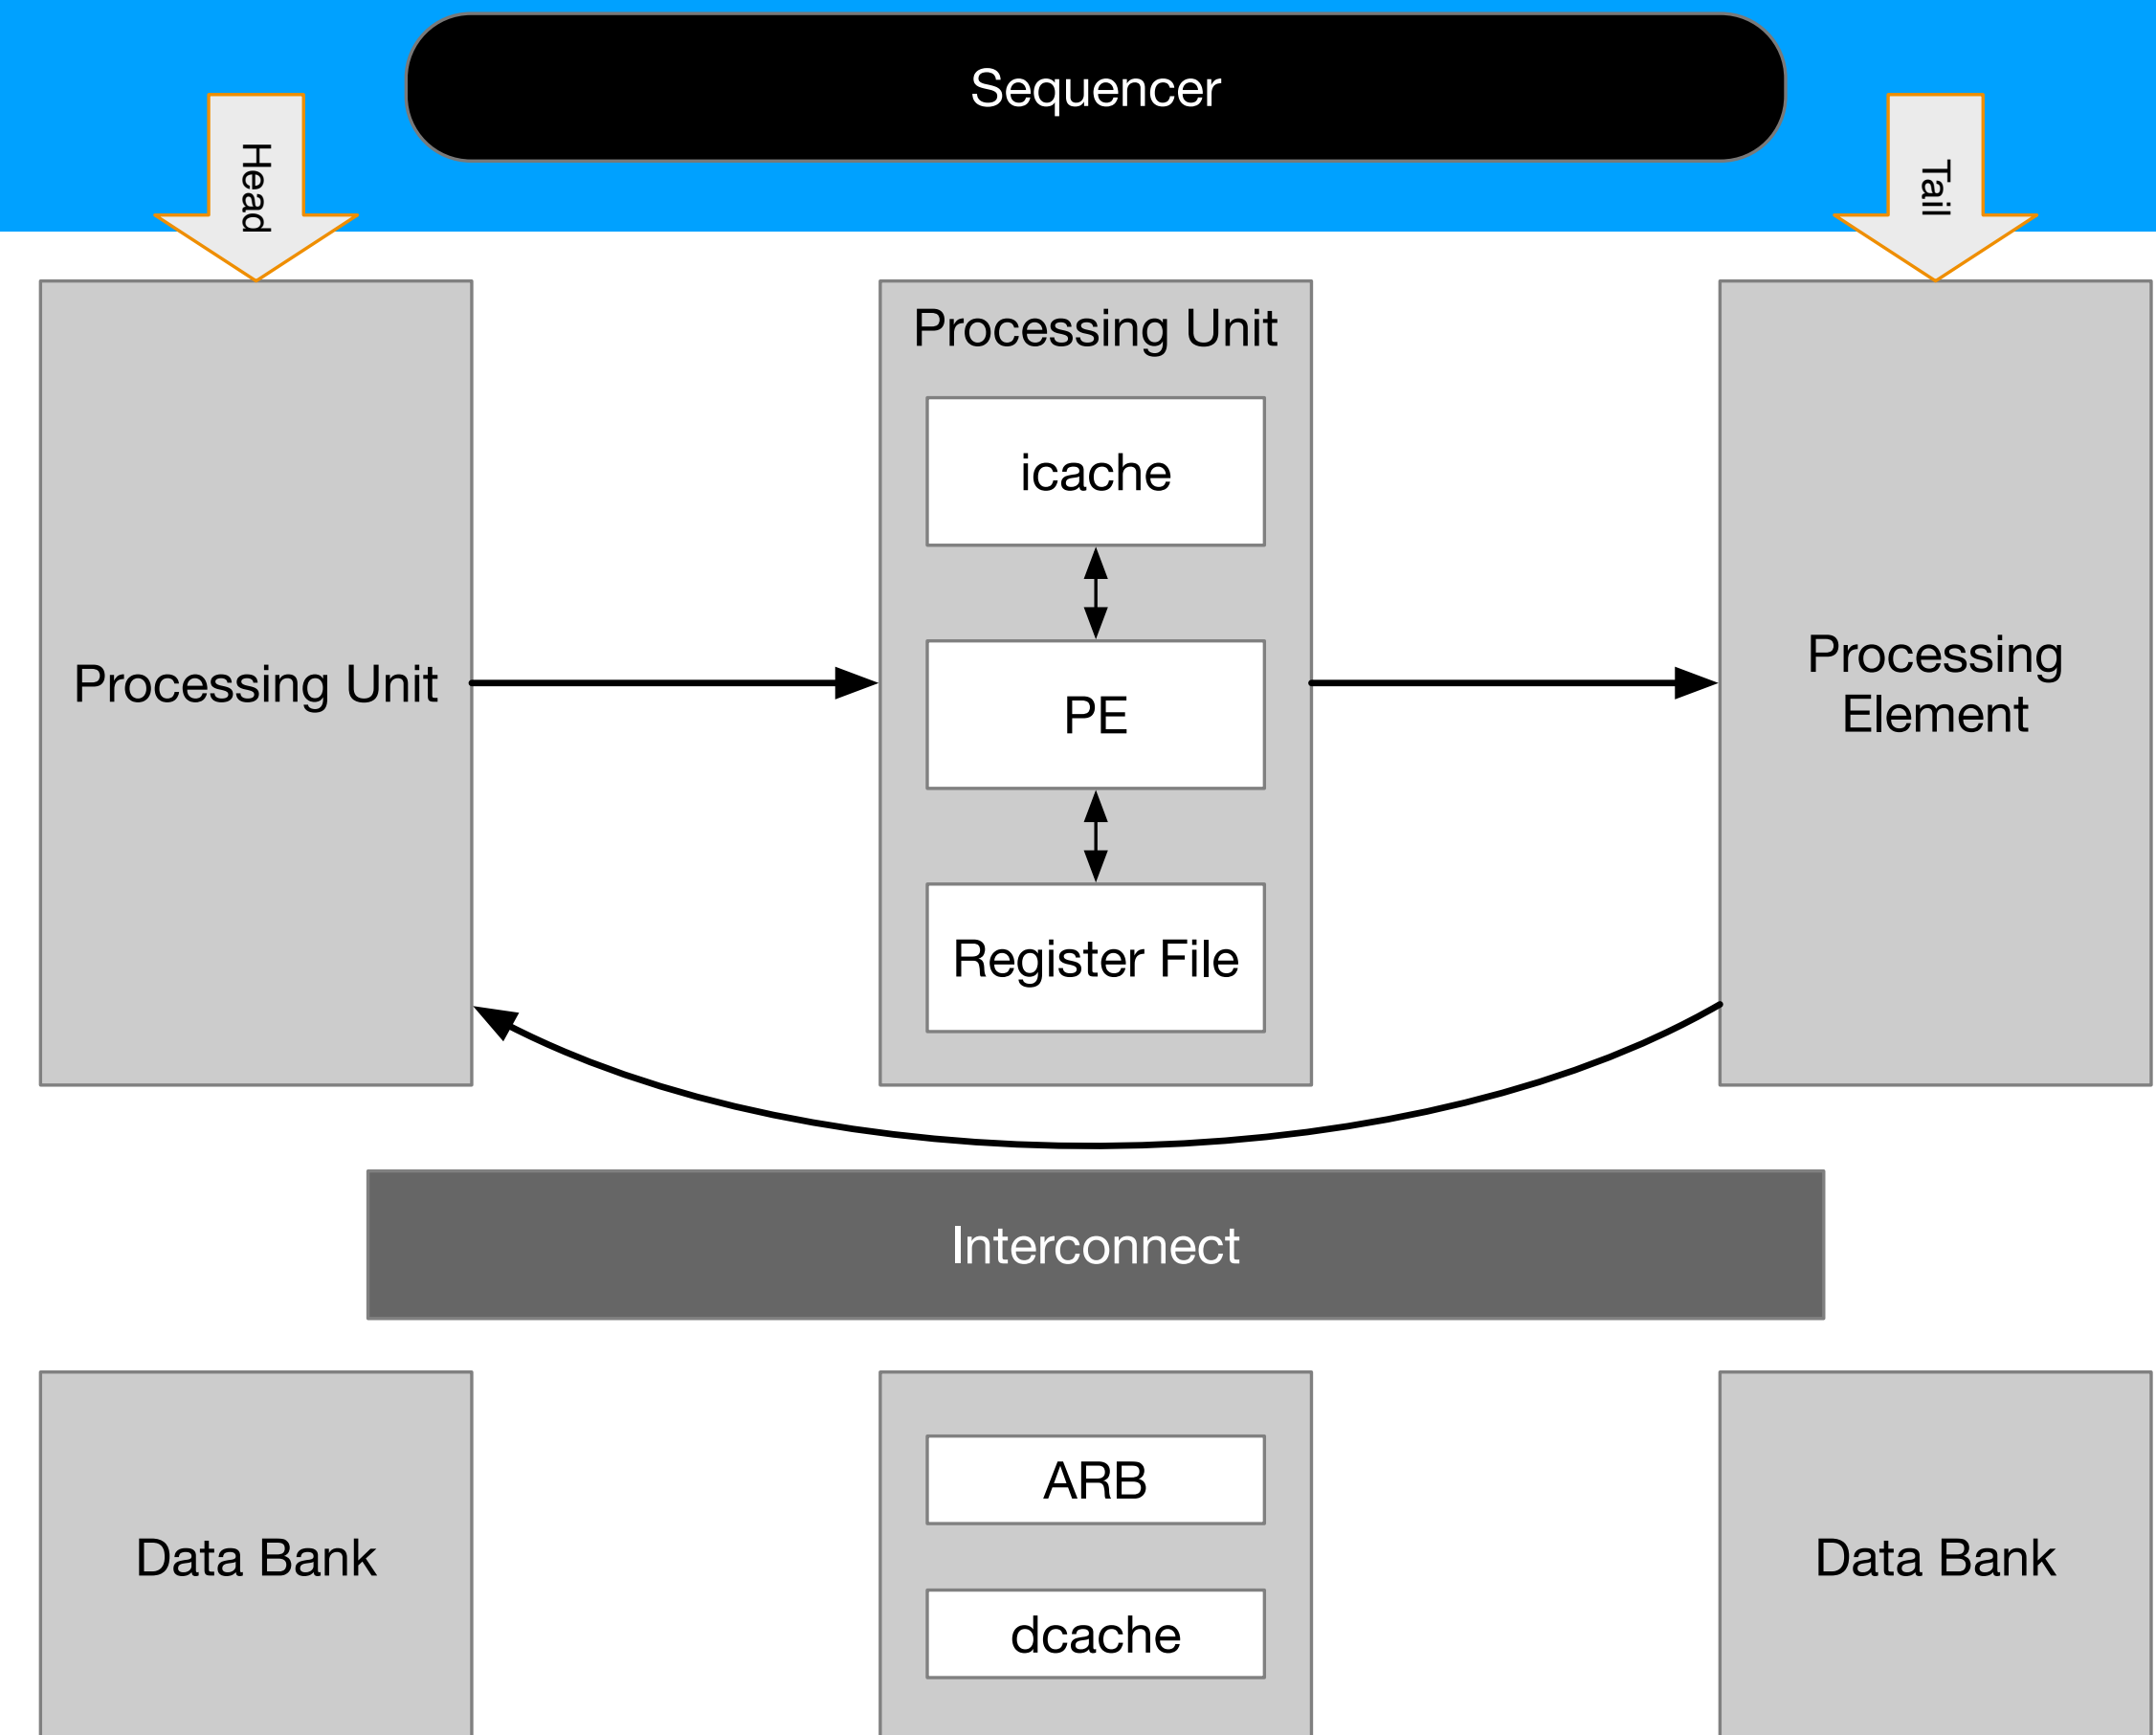 Sequencer
Head
Tail
Processing Unit
icache
Processing Unit
PE
Processing
Element
Register File
Interconnect
ARB
Data Bank
Data Bank
dcache